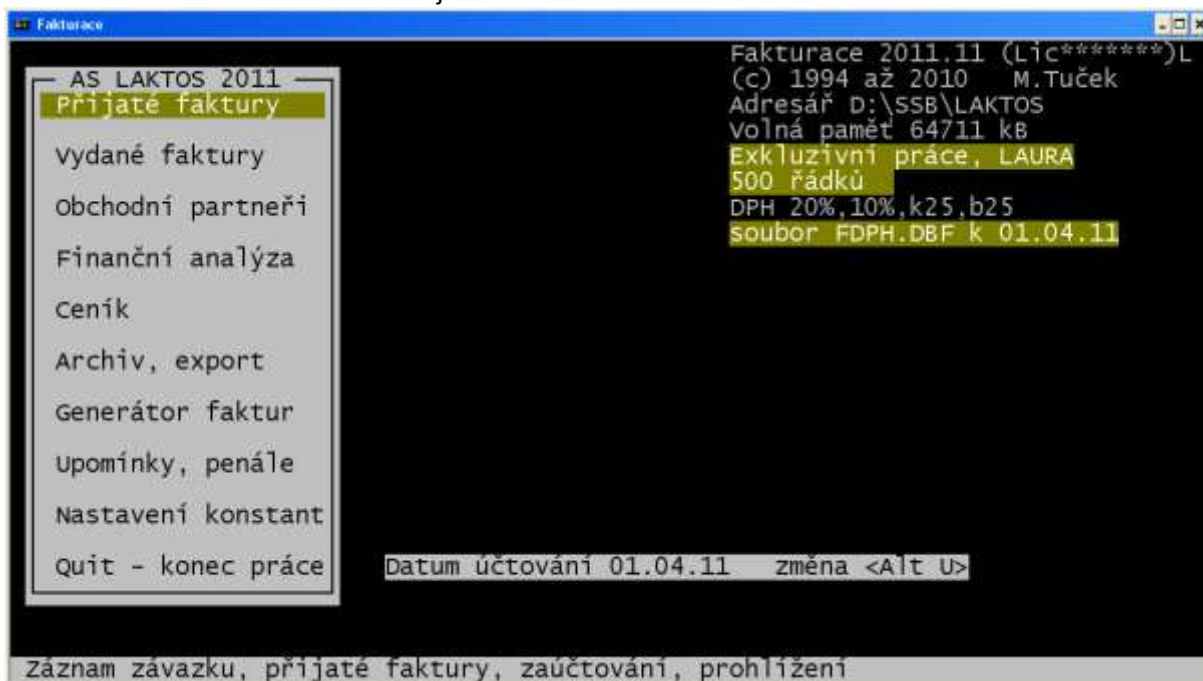 Fakturace
Fakturace 2011.11 (Lic*******)L
(c) 1994 až 2010 M.Tuček
Adresář D:\SSB\LAKTOS
Volná paměť 64711 kB
Exkluzivní práce, LAURA
500 řádků
DPH 20%,10%,k25,b25
soubor FDPH.DBF k 01.04.11
AS LAKTOS 2011
Přijaté faktury
Vydané faktury
Obchodní partneři
Finanční analýza
Ceník
Archiv, export
Generátor faktur
Upomínky, penále
Nastavení konstant
Quit – konec práce
Datum účtování 01.04.11 změna <Alt U>
Záznam závazku, přijaté faktury, zaúčtování, prohlížení